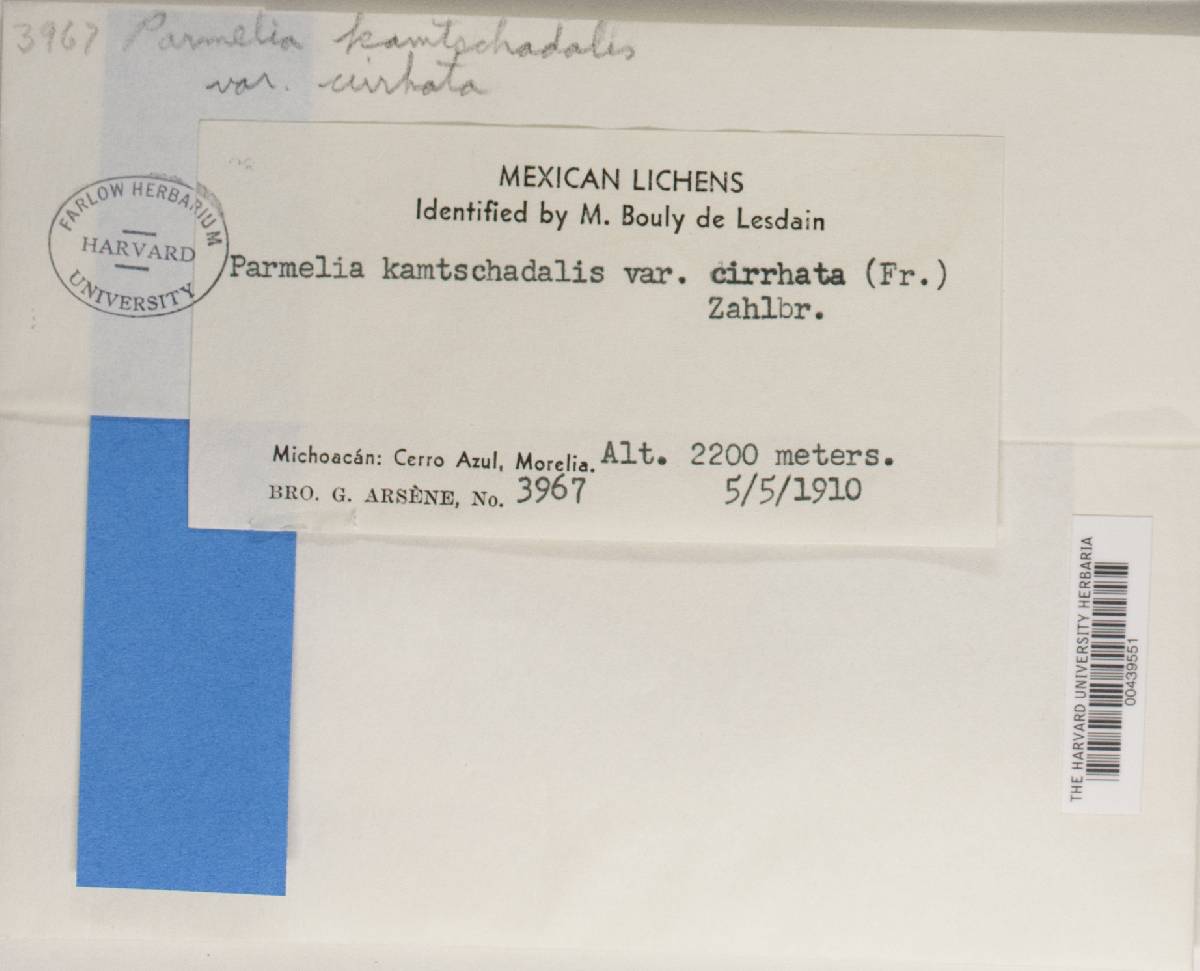 3967 Parmelia kamtschadalis
var. cirrhata
MEXICAN LICHENS
Identified by M. Bouly de Lesdain
FARLOW HERBARIUM
HARVARD
UNIVERSITY
Parmelia kamtschadalis var. cirrhata (Fr.)
Zahlbr.
Michoacán: Cerro Azul, Morelia. Alt. 2200 meters.
BRO. G. ARSÈNE, No. 3967 5/5/1910
THE HARVARD UNIVERSITY HERBARIA
00439551